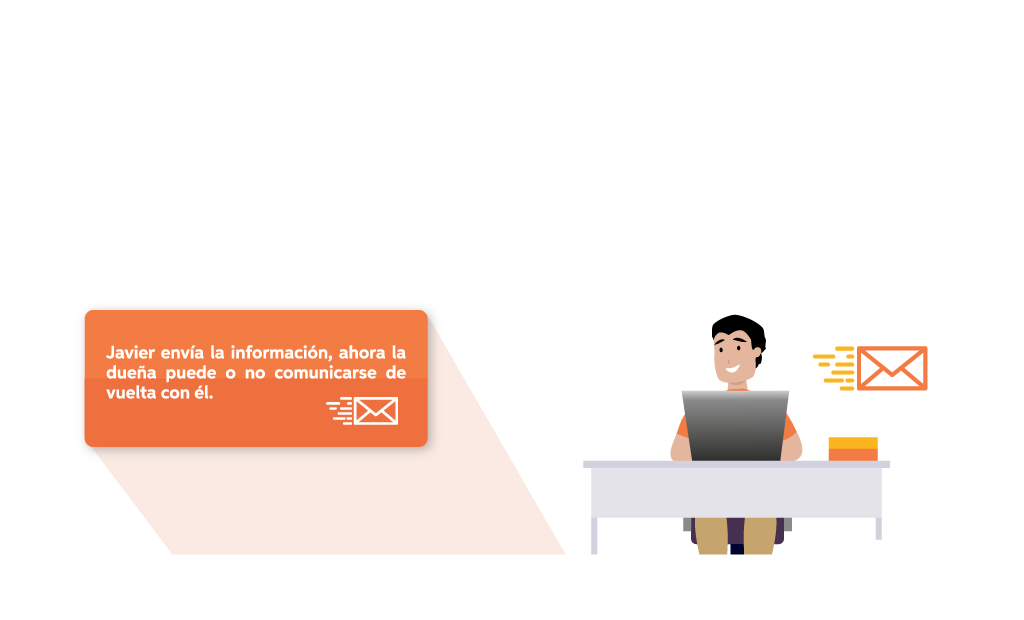 Javier envía la información, ahora la
dueña puede o no comunicarse de
vuelta con él.